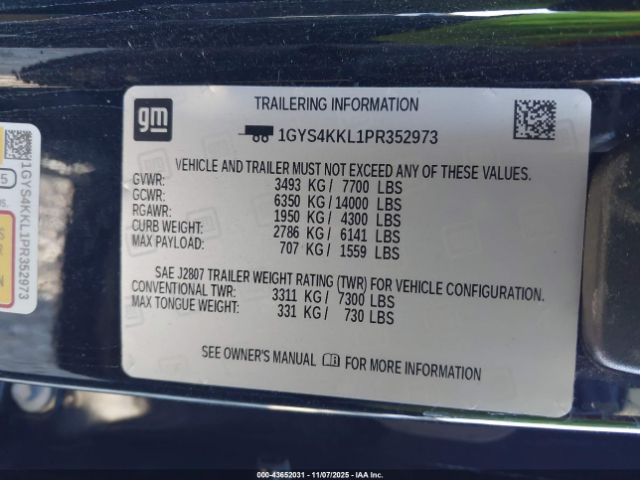 gm
TRAILERING INFORMATION
1GYS4KKL1PR352973
VEHICLE AND TRAILER MUST NOT EXCEED ANY OF THESE VALUES.
GVWR: 3493 KG / 7700 LBS
GCWR: 6350 KG / 14000 LBS
RGAWR: 1950 KG / 4300 LBS
CURB WEIGHT: 2786 KG / 6141 LBS
MAX PAYLOAD: 707 KG / 1559 LBS
SAE J2807 TRAILER WEIGHT RATING (TWR) FOR VEHICLE CONFIGURATION.
CONVENTIONAL TWR: 3311 KG / 7300 LBS
MAX TONGUE WEIGHT: 331 KG / 730 LBS
SEE OWNER'S MANUAL FOR MORE INFORMATION
1GYS4KKL1PR352973
000-43652031 - 11/07/2025 - IAAI.COM